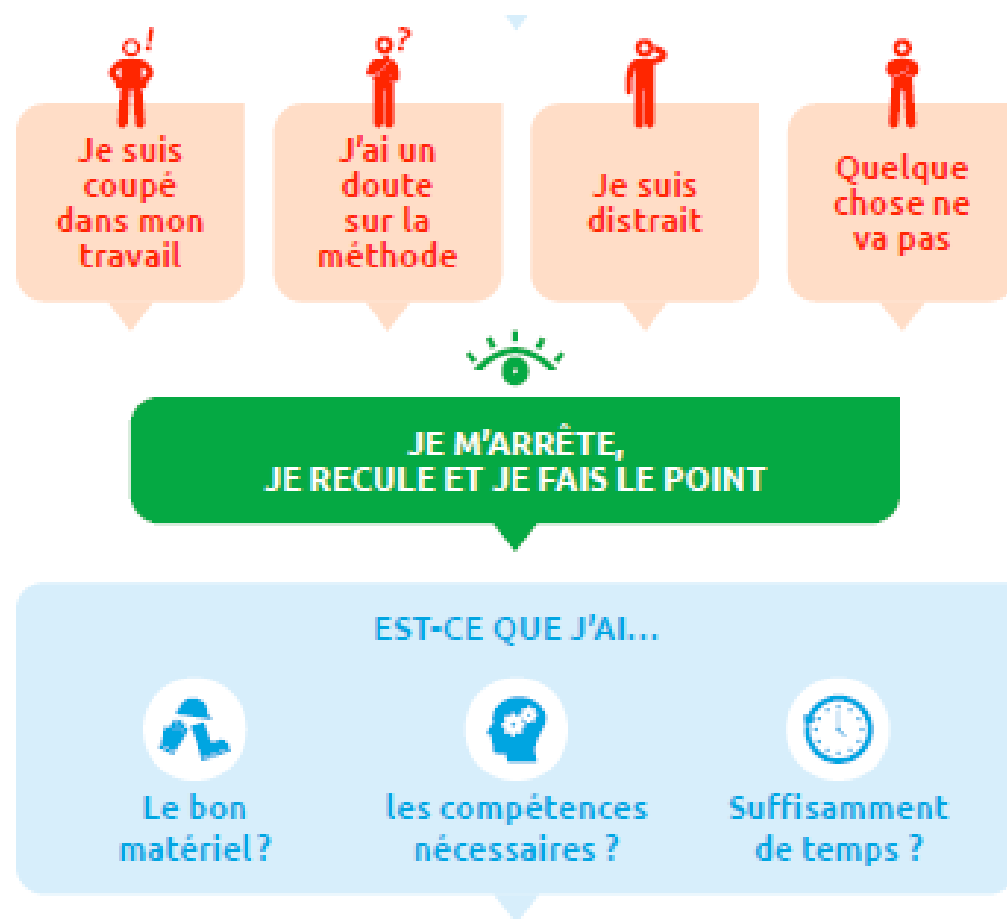 ! ?
Je suis
coupé
dans mon
travail
J'ai un
doute
sur la
méthode
Je suis
distrait
Quelque
chose ne
va pas
JE M'ARRÊTE,
JE RECULE ET JE FAIS LE POINT
EST-CE QUE J'AI...
Le bon
matériel ?
les compétences
nécessaires ?
Suffisamment
de temps ?